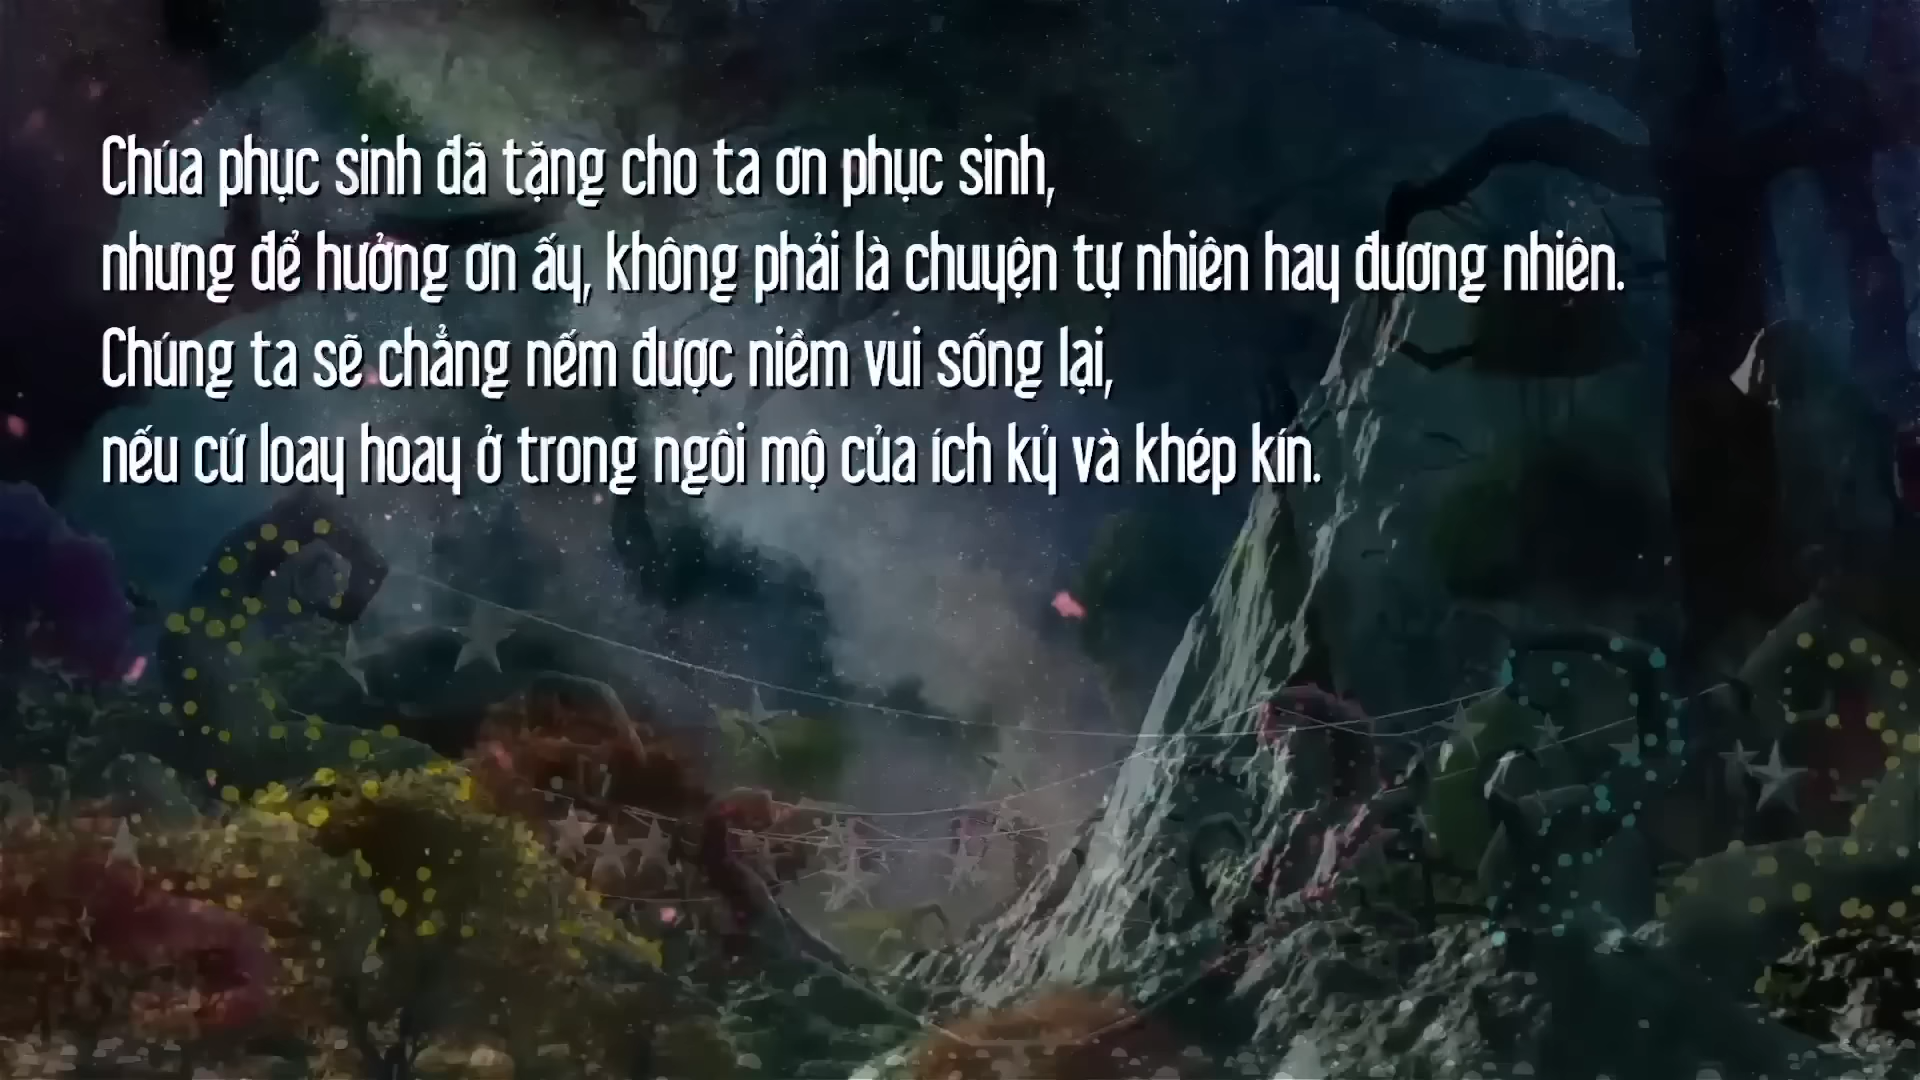 Chúa phục sinh đã tặng cho ta ơn phục sinh,
nhưng để hưởng ơn ấy, không phải là chuyện tự nhiên hay đương nhiên.
Chúng ta sẽ chẳng nếm được niềm vui sống lại,
nếu cứ loay hoay ở trong ngôi mộ của ích kỷ và khép kín.